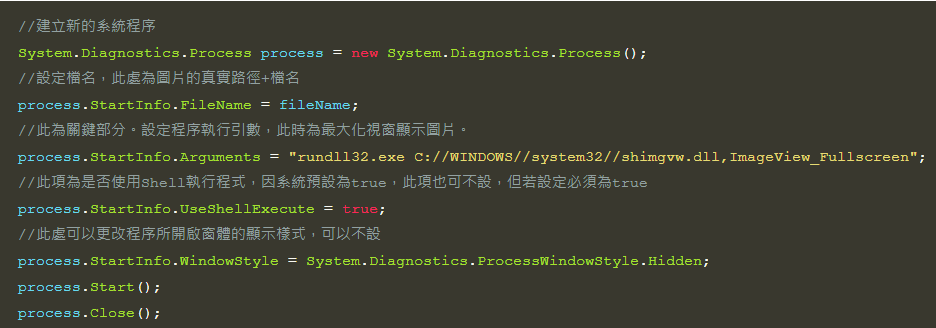 //建立新的系統程序
System.Diagnostics.Process process = new System.Diagnostics.Process();
//設定檔名，此處為圖片的真實路徑+檔名
process.StartInfo.FileName = fileName;
//此為關鍵部分。設定程序執行引數，此時為最大化視窗顯示圖片。
process.StartInfo.Arguments = "rundll32.exe C://WINDOWS//system32//shimgvw.dll,ImageView_Fullscreen";
//此項為是否使用Shell執行程式，因系統預設為true，此項也可不設，但若設定必須為true
process.StartInfo.UseShellExecute = true;
//此處可以更改程序所開啟窗體的顯示樣式，可以不設
process.StartInfo.WindowStyle = System.Diagnostics.ProcessWindowStyle.Hidden;
process.Start();
process.Close();